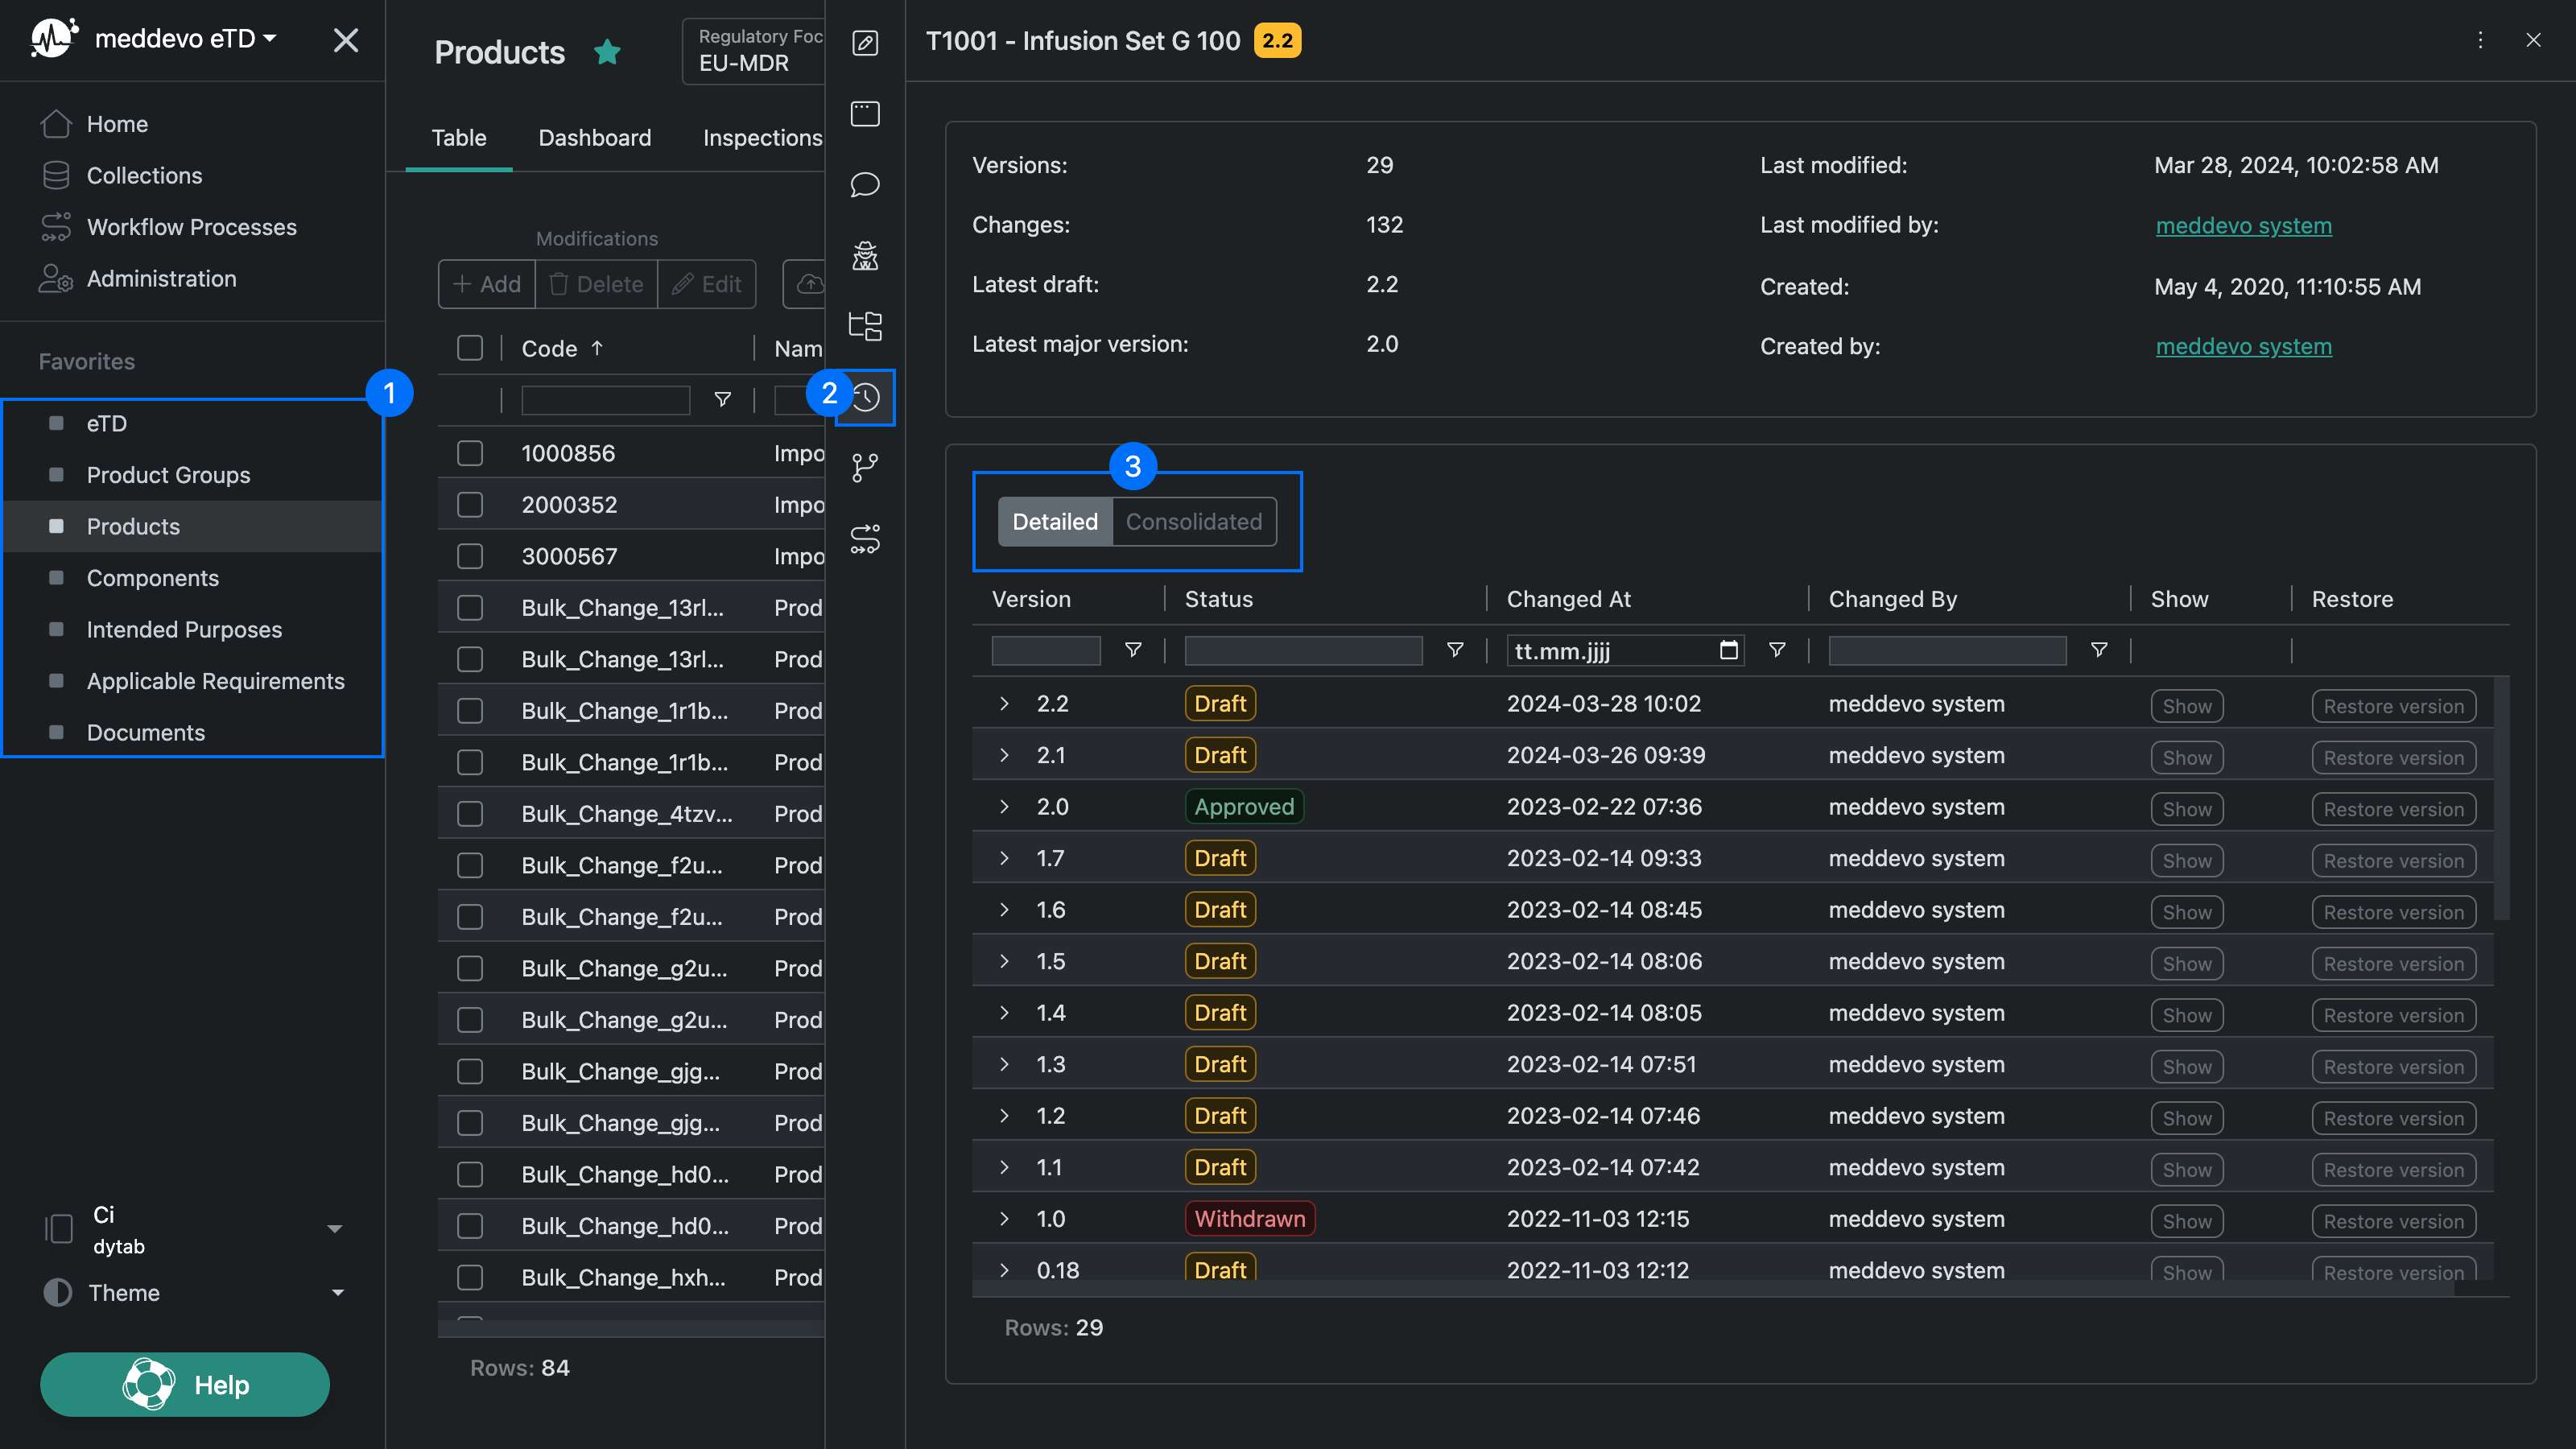 meddevo eTD
Home
Collections
Workflow Processes
Administration
Favorites
1
eTD
Product Groups
Products
Components
Intended Purposes
Applicable Requirements
Documents
Ci
dytab
Theme
Help
Products
Regulatory Foc
EU-MDR
Table Dashboard Inspections
Modifications
Add Delete Edit
Code Nam
1000856 Impo
2000352 Impo
3000567 Impo
Bulk_Change_13rl... Prod
Bulk_Change_13rl... Prod
Bulk_Change_1r1b... Prod
Bulk_Change_1r1b... Prod
Bulk_Change_4tzv... Prod
Bulk_Change_f2u... Prod
Bulk_Change_f2u... Prod
Bulk_Change_g2u... Prod
Bulk_Change_g2u... Prod
Bulk_Change_gjg... Prod
Bulk_Change_gjg... Prod
Bulk_Change_hd0... Prod
Bulk_Change_hd0... Prod
Bulk_Change_hxh... Prod
Rows: 84
2
T1001 - Infusion Set G 100 2.2
Versions: 29 Last modified: Mar 28, 2024, 10:02:58 AM
Changes: 132 Last modified by: meddevo system
Latest draft: 2.2 Created: May 4, 2020, 11:10:55 AM
Latest major version: 2.0 Created by: meddevo system
3
Detailed Consolidated
Version Status Changed At Changed By Show Restore
tt.mm.jjjj
2.2 Draft 2024-03-28 10:02 meddevo system Show Restore version
2.1 Draft 2024-03-26 09:39 meddevo system Show Restore version
2.0 Approved 2023-02-22 07:36 meddevo system Show Restore version
1.7 Draft 2023-02-14 09:33 meddevo system Show Restore version
1.6 Draft 2023-02-14 08:45 meddevo system Show Restore version
1.5 Draft 2023-02-14 08:06 meddevo system Show Restore version
1.4 Draft 2023-02-14 08:05 meddevo system Show Restore version
1.3 Draft 2023-02-14 07:51 meddevo system Show Restore version
1.2 Draft 2023-02-14 07:46 meddevo system Show Restore version
1.1 Draft 2023-02-14 07:42 meddevo system Show Restore version
1.0 Withdrawn 2022-11-03 12:15 meddevo system Show Restore version
0.18 Draft 2022-11-03 12:12 meddevo system Show Restore version
Rows: 29